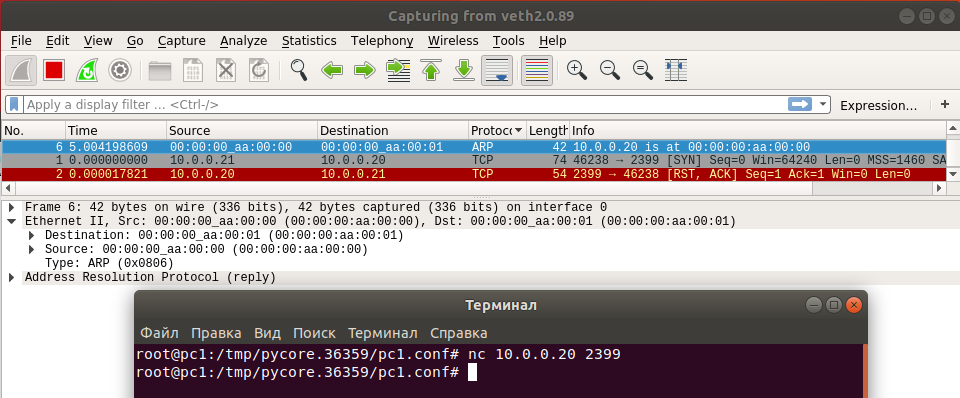 Capturing from veth2.0.89
File Edit View Go Capture Analyze Statistics Telephony Wireless Tools Help
Apply a display filter ... <Ctrl-/> Expression... +
No. Time Source Destination Protoc Length Info
6 5.004198609 00:00:00_aa:00:00 00:00:00_aa:00:01 ARP 42 10.0.0.20 is at 00:00:00:aa:00:00
1 0.000000000 10.0.0.21 10.0.0.20 TCP 74 46238 → 2399 [SYN] Seq=0 Win=64240 Len=0 MSS=1460 SA
2 0.000017821 10.0.0.20 10.0.0.21 TCP 54 2399 → 46238 [RST, ACK] Seq=1 Ack=1 Win=0 Len=0
Frame 6: 42 bytes on wire (336 bits), 42 bytes captured (336 bits) on interface 0
Ethernet II, Src: 00:00:00_aa:00:00 (00:00:00:aa:00:00), Dst: 00:00:00_aa:00:01 (00:00:00:aa:00:01)
Destination: 00:00:00_aa:00:01 (00:00:00:aa:00:01)
Source: 00:00:00_aa:00:00 (00:00:00:aa:00:00)
Type: ARP (0x0806)
Address Resolution Protocol (reply)
Терминал
Файл Правка Вид Поиск Терминал Справка
root@pc1:/tmp/pycore.36359/pc1.conf# nc 10.0.0.20 2399
root@pc1:/tmp/pycore.36359/pc1.conf#